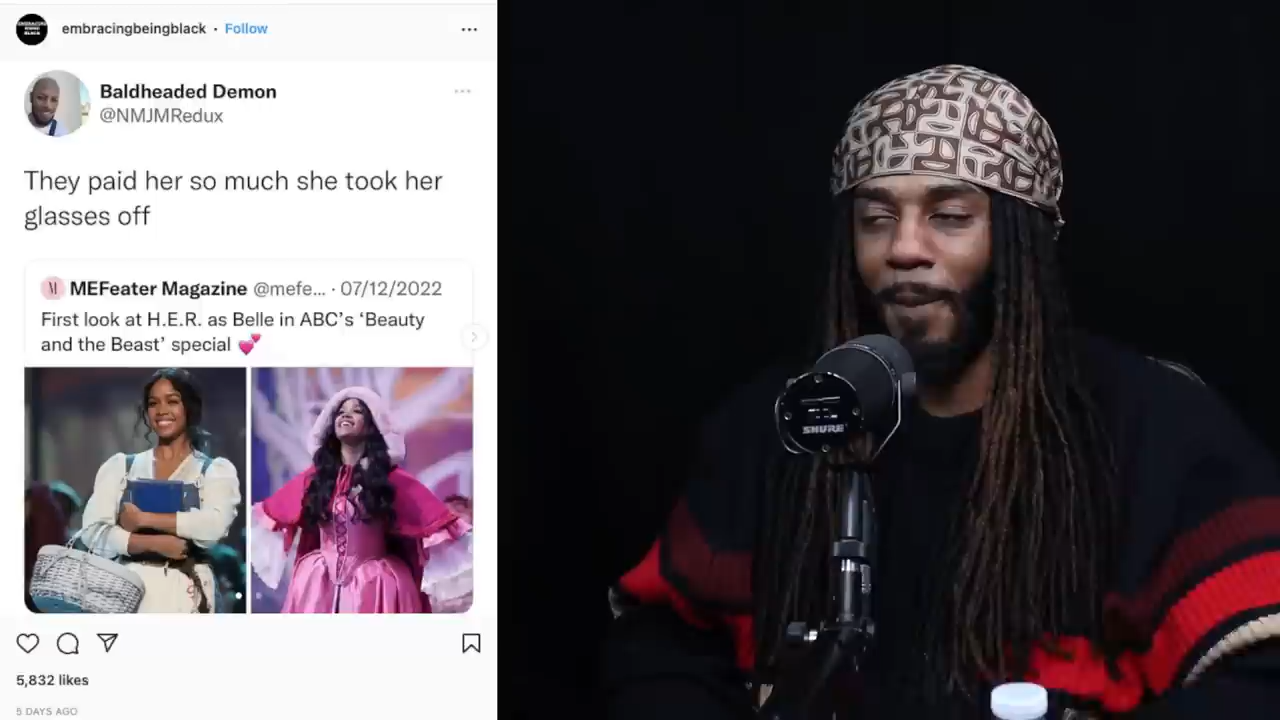 embracingbeingblack · Follow
Baldheaded Demon
@NMJMRedux
They paid her so much she took her
glasses off
MEFeater Magazine @mefe... · 07/12/2022
First look at H.E.R. as Belle in ABC's ‘Beauty
and the Beast’ special 💕
5,832 likes
5 DAYS AGO
SHURE